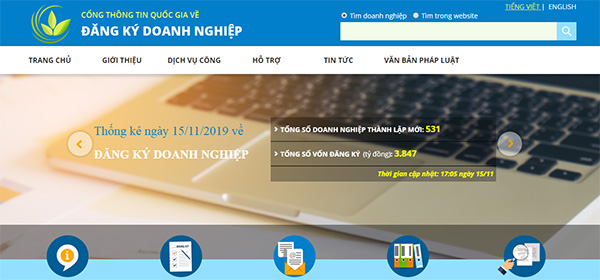 TIẾNG VIỆT | ENGLISH
CỔNG THÔNG TIN QUỐC GIA VỀ
ĐĂNG KÝ DOANH NGHIỆP
Tìm doanh nghiệp Tìm trong website
TRANG CHỦ GIỚI THIỆU DỊCH VỤ CÔNG HỖ TRỢ TIN TỨC VĂN BẢN PHÁP LUẬT
Thống kê ngày 15/11/2019 về
ĐĂNG KÝ DOANH NGHIỆP
TỔNG SỐ DOANH NGHIỆP THÀNH LẬP MỚI: 531
TỔNG SỐ VỐN ĐĂNG KÝ (tỷ đồng): 3.847
Thời gian cập nhật: 17:05 ngày 15/11